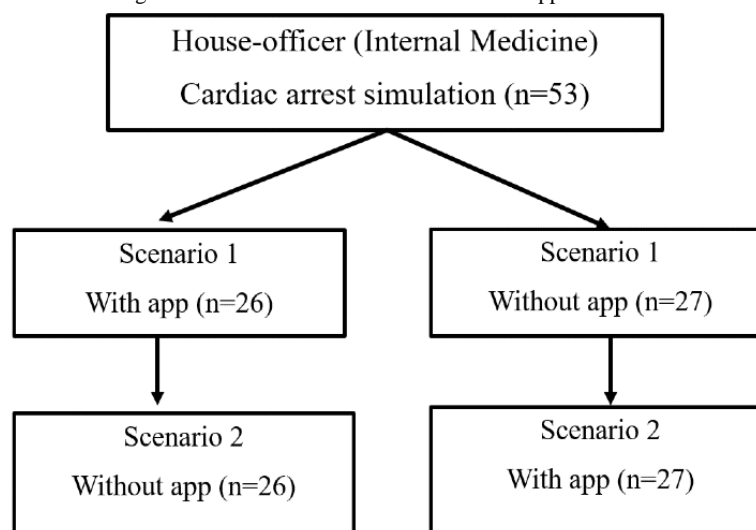 House-officer (Internal Medicine)
Cardiac arrest simulation (n=53)
Scenario 1
With app (n=26)
Scenario 1
Without app (n=27)
Scenario 2
Without app (n=26)
Scenario 2
With app (n=27)